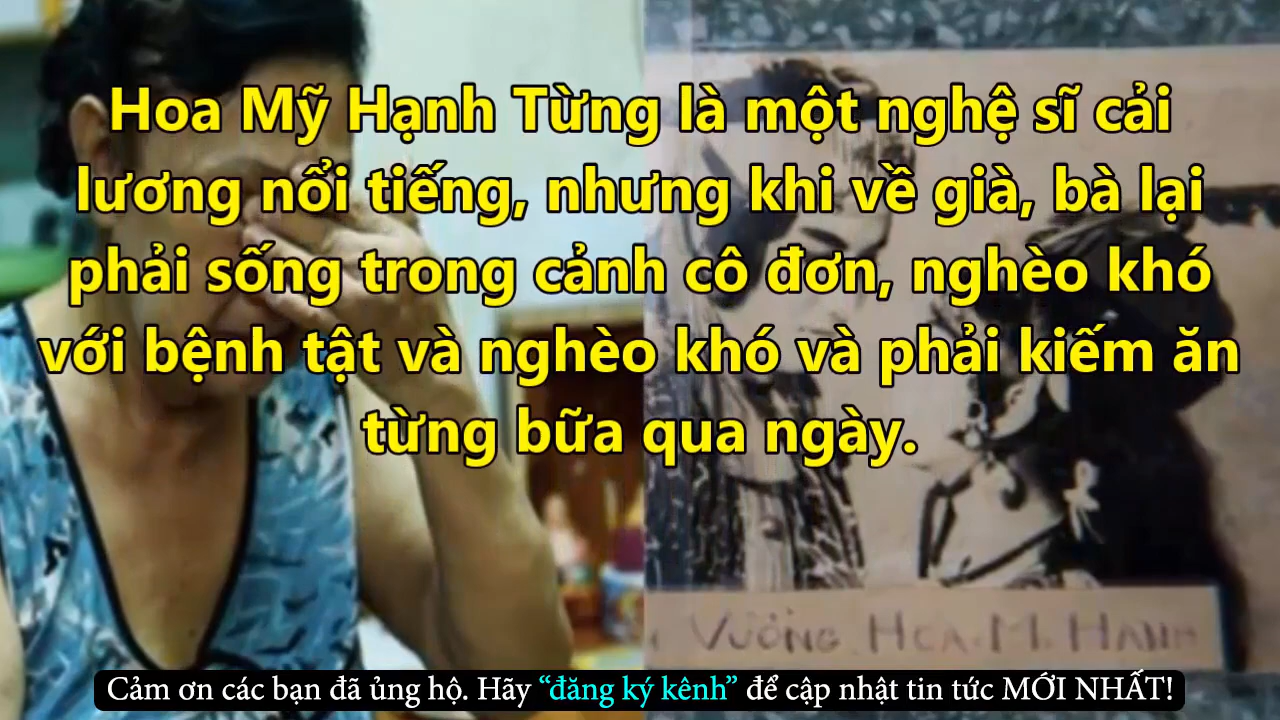 Hoa Mỹ Hạnh Từng là một nghệ sĩ cải
lương nổi tiếng, nhưng khi về già, bà lại
phải sống trong cảnh cô đơn, nghèo khó
với bệnh tật và nghèo khó và phải kiếm ăn
từng bữa qua ngày.
VƯƠNG. HOA. M. HANH
Cảm ơn các bạn đã ủng hộ. Hãy “đăng ký kênh” để cập nhật tin tức MỚI NHẤT!